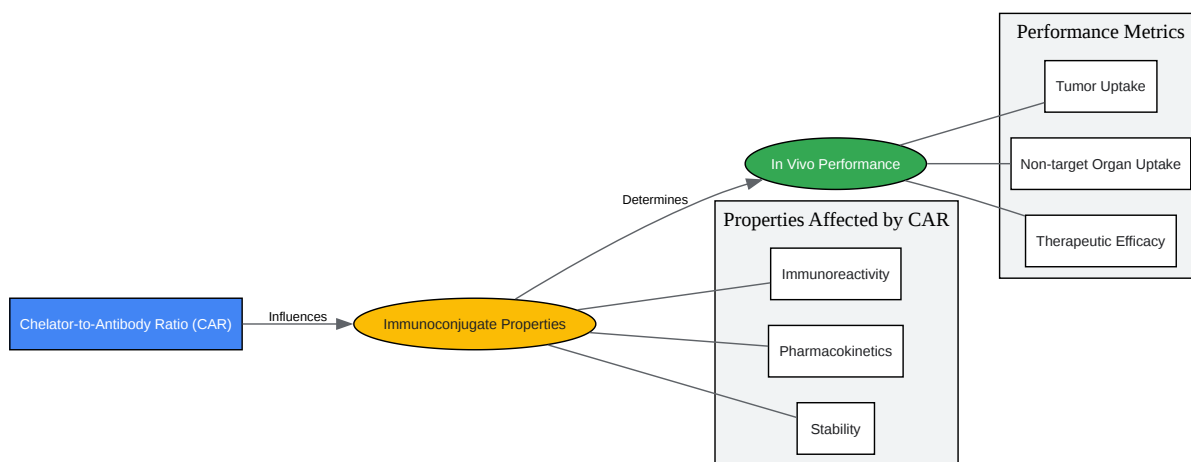 Performance Metrics
Tumor Uptake
In Vivo Performance
Non-target Organ Uptake
Determines
Properties Affected by CAR
Therapeutic Efficacy
Immunoreactivity
Chelator-to-Antibody Ratio (CAR)
Influences
Immunoconjugate Properties
Pharmacokinetics
Stability